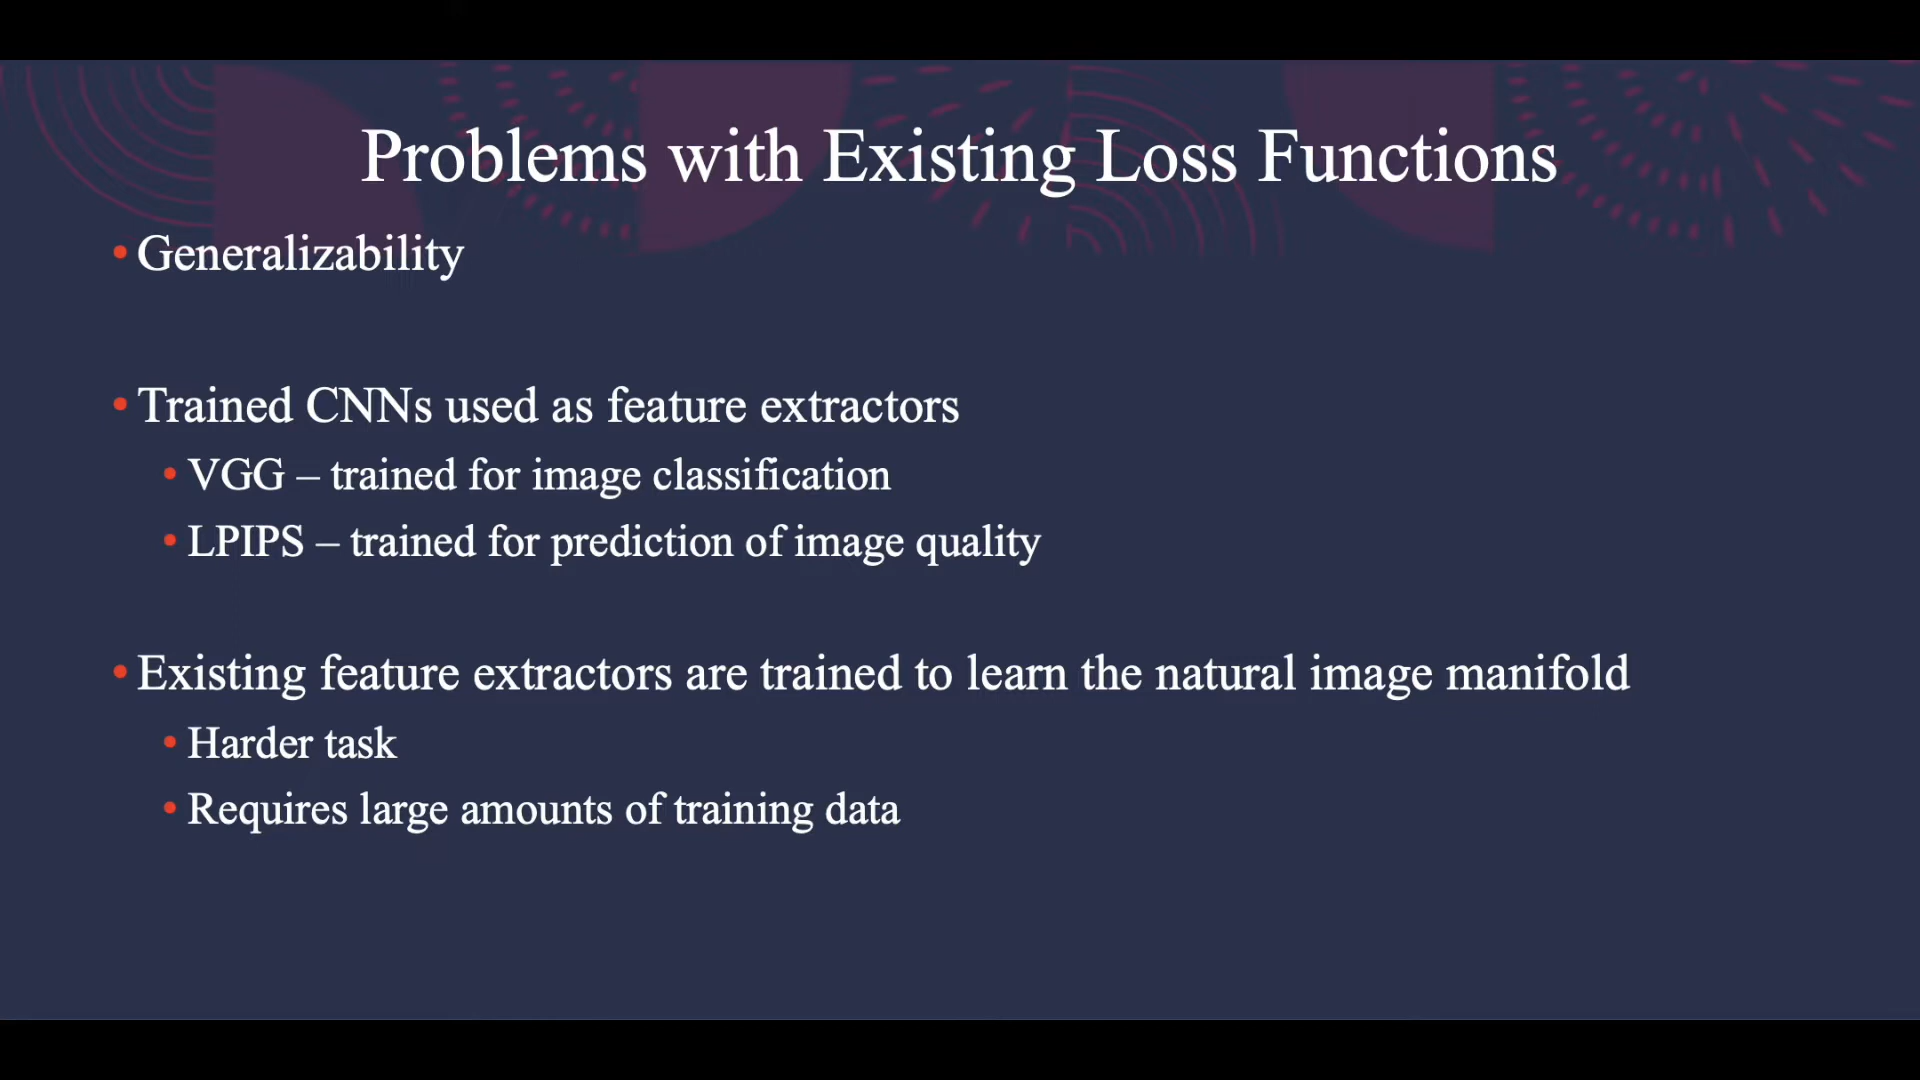 Problems with Existing Loss Functions
• Generalizability
• Trained CNNs used as feature extractors
• VGG – trained for image classification
• LPIPS – trained for prediction of image quality
• Existing feature extractors are trained to learn the natural image manifold
• Harder task
• Requires large amounts of training data